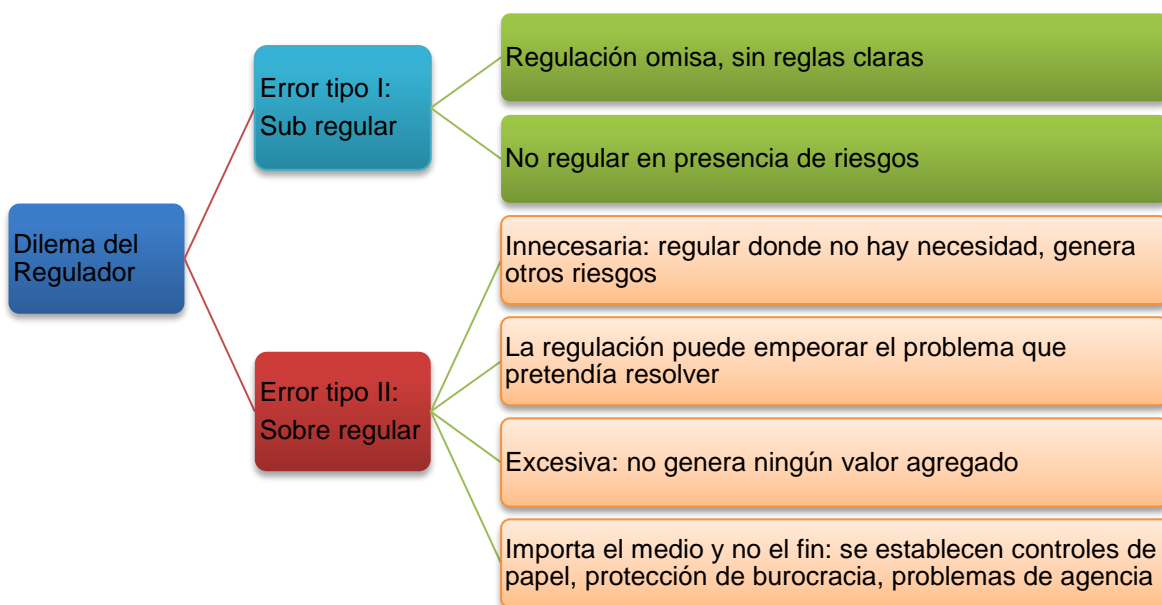 Dilema del
Regulador
Error tipo I:
Sub regular
Regulación omisa, sin reglas claras
No regular en presencia de riesgos
Error tipo II:
Sobre regular
Innecesaria: regular donde no hay necesidad, genera
otros riesgos
La regulación puede empeorar el problema que
pretendía resolver
Excesiva: no genera ningún valor agregado
Importa el medio y no el fin: se establecen controles de
papel, protección de burocracia, problemas de agencia